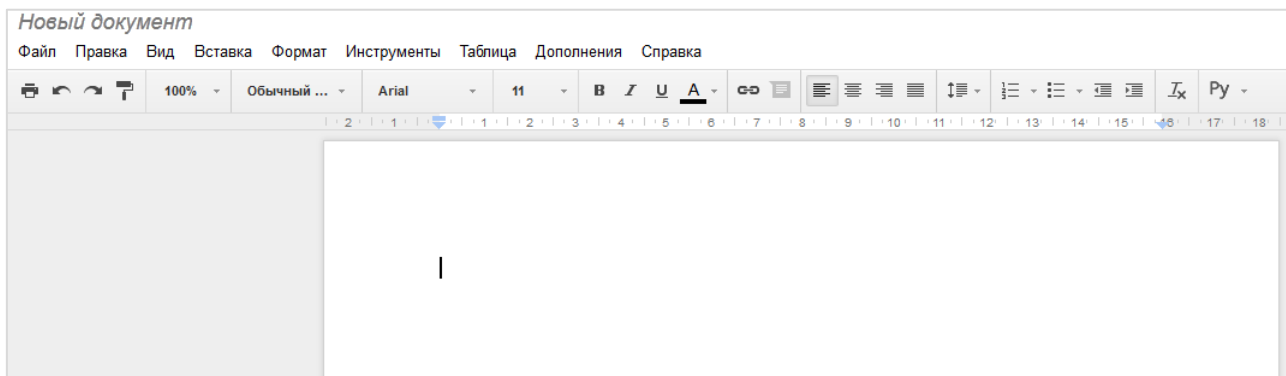 Новый документ
Файл Правка Вид Вставка Формат Инструменты Таблица Дополнения Справка
100% Обычный ... Arial 11 B I U A Ру
2 1 1 2 3 4 5 6 7 8 9 10 11 12 13 14 15 16 17 18